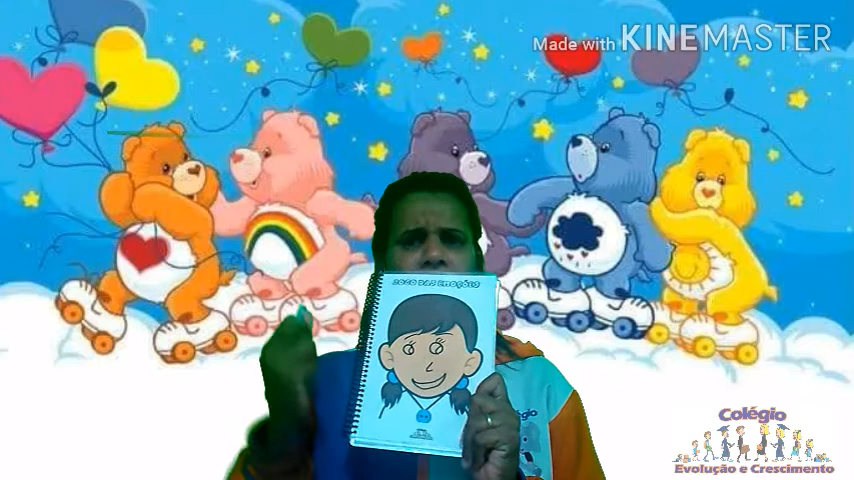 Made with KINEMASTER
JOGO DAS EMOÇÕES
Colégio
Evolução e Crescimento